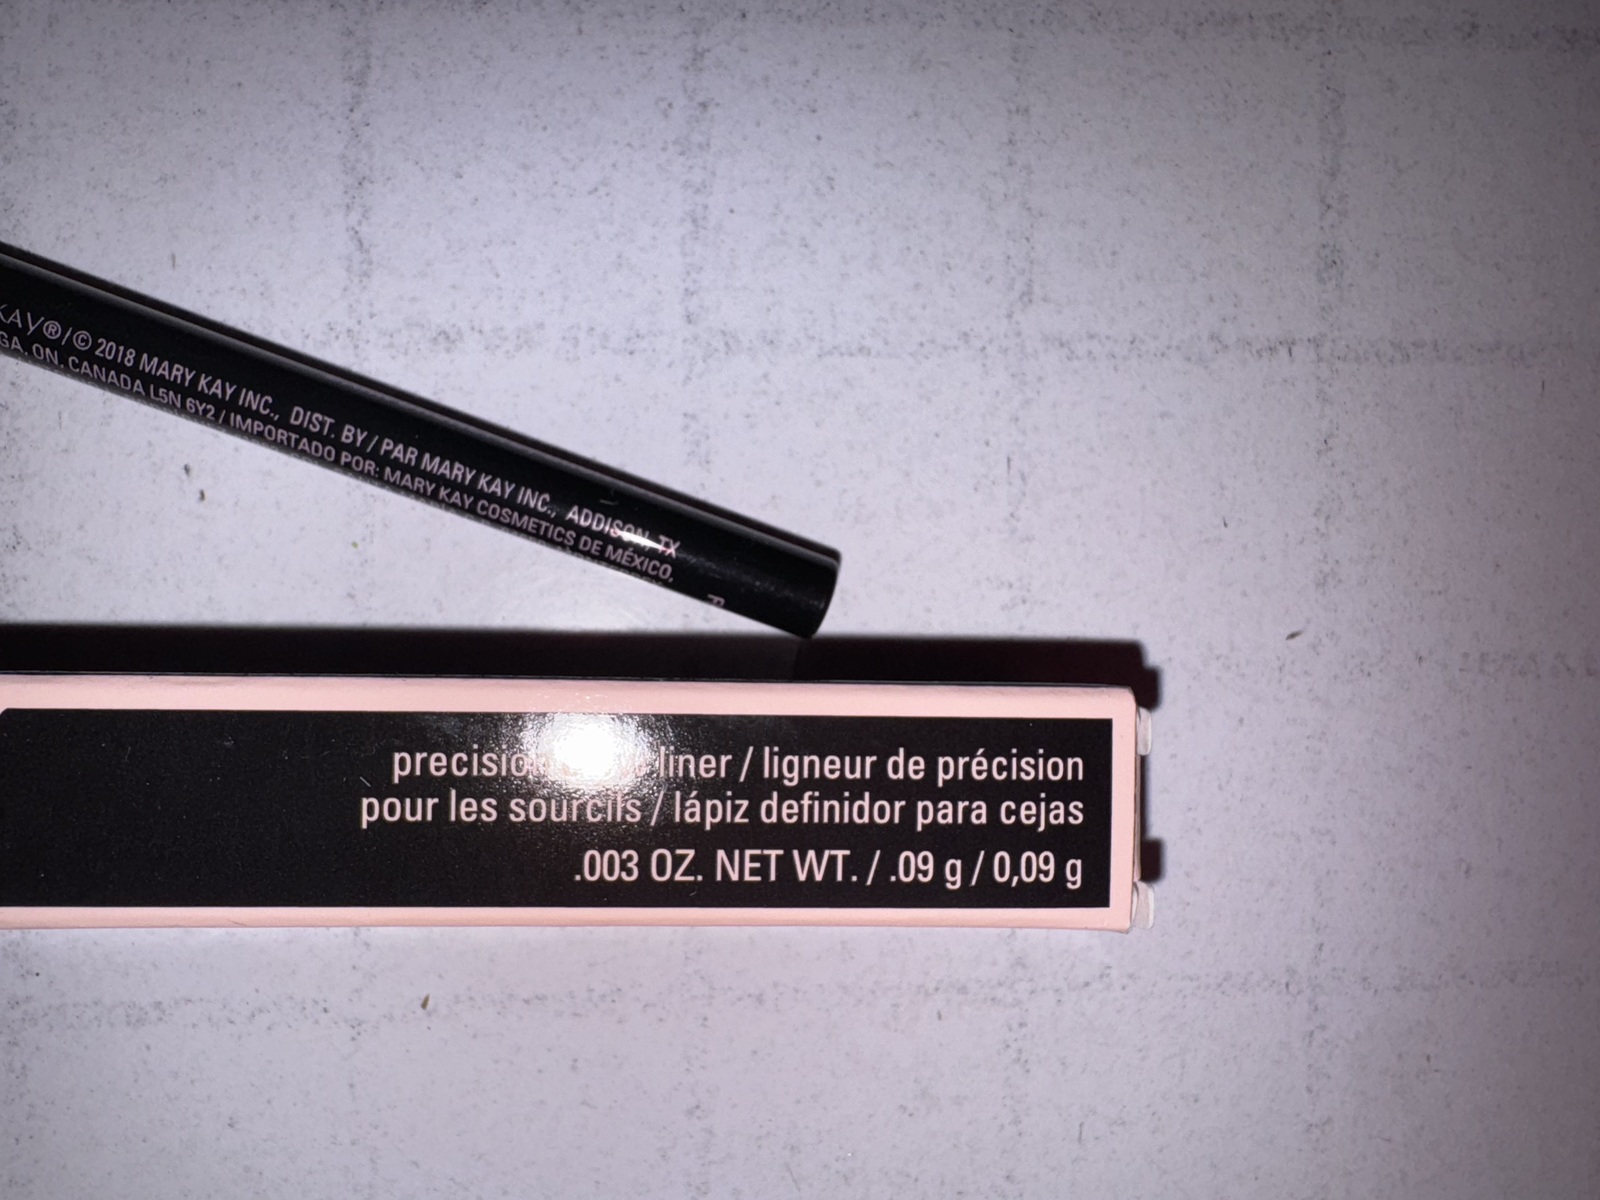 KAY®/© 2018 MARY KAY INC., DIST. BY / PAR MARY KAY INC., ADDISON, TX
GA, ON, CANADA L5N 6Y2 / IMPORTADO POR: MARY KAY COSMETICS DE MÉXICO,
liner / ligneur de précision
pour les sourcils / lápiz definidor para cejas
.003 OZ. NET WT. / .09 g / 0,09 g